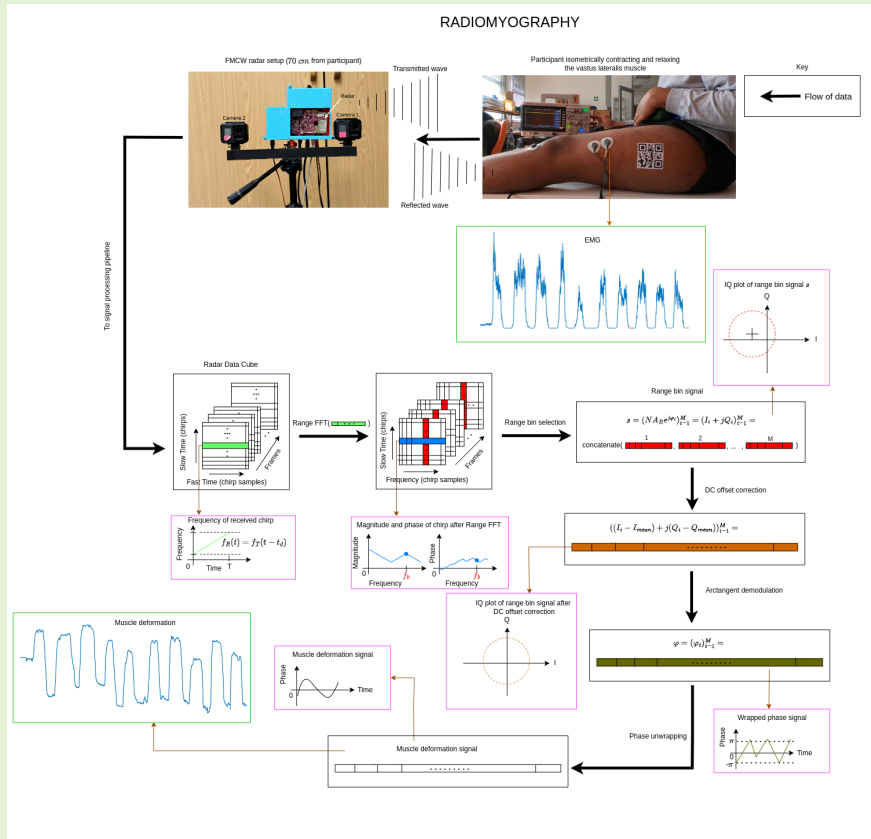 RADIOMYOGRAPHY
FMCW radar setup (70 cm from participant)
Transmitted wave
Participant isometrically contracting and relaxing
the vastus lateralis muscle
Key
Flow of data
Radar
Camera 2
Camera 1
Reflected wave
To signal processing pipeline
EMG
IQ plot of range bin signal s
Q
I
Radar Data Cube
Slow Time (chirps)
Fast Time (chirp samples)
Frames
Range FFT( )
Slow Time (chirps)
Frequency (chirp samples)
Frames
Range bin selection
Range bin signal
s = (NA_R e^{jφ_i})_{i=1}^M = (I_i + jQ_i)_{i=1}^M =
1 2 M
concatenate( , , ... , )
DC offset correction
Frequency of received chirp
Frequency
f_R(t) = f_T(t − t_d)
0
Time
T
Magnitude and phase of chirp after Range FFT
Magnitude
0
Frequency
f_b
Phase
0
Frequency
f_b
((I_i − I_mean) + j(Q_i − Q_mean))_{i=1}^M =
IQ plot of range bin signal after
DC offset correction
Q
I
Arctangent demodulation
φ = (φ_i)_{i=1}^M =
Muscle deformation
Muscle deformation signal
Phase
0
Time
Wrapped phase signal
Phase
π
0
−π
Time
Phase unwrapping
Muscle deformation signal